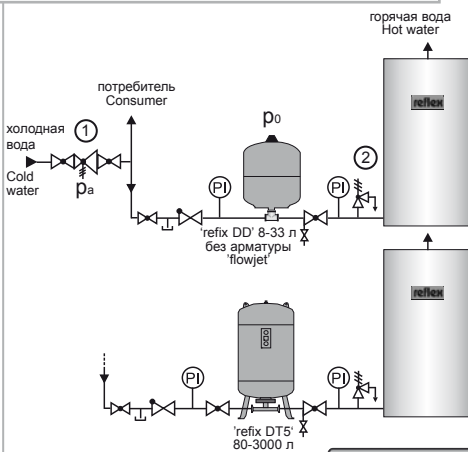 горячая вода
Hot water
потребитель
Consumer
холодная
вода
Cold
water
1
pa
p0
2
PI
PI
reflex
'refix DD' 8-33 л
без арматуры
'flowjet'
reflex
PI
PI
'refix DT5'
80-3000 л